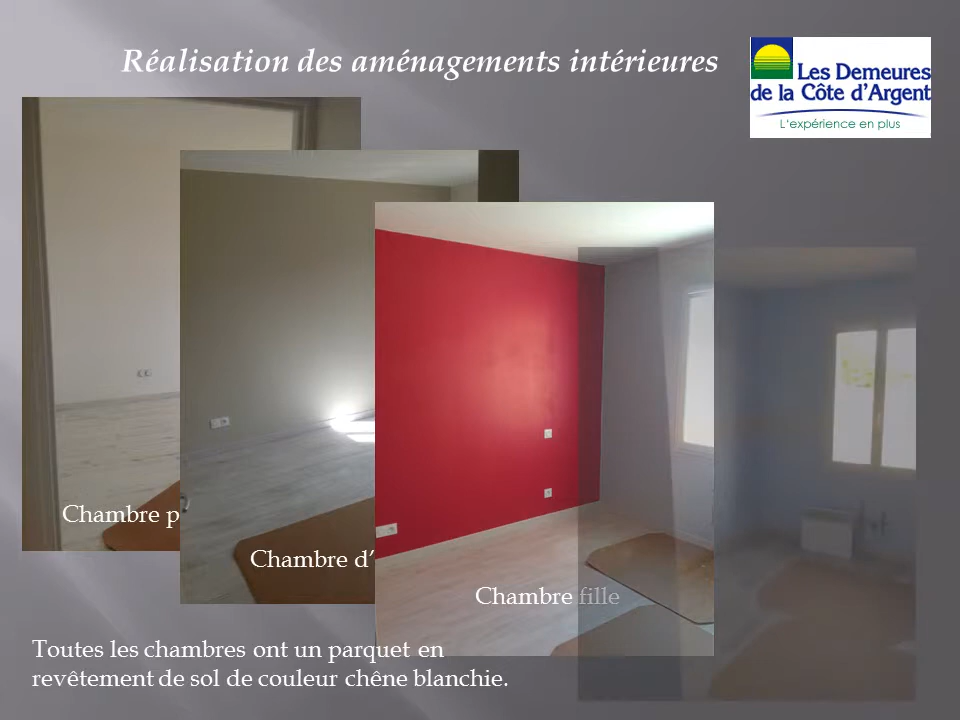 Réalisation des aménagements intérieures
Les Demeures
de la Côte d'Argent
L'expérience en plus
Chambre p
Chambre d'
Chambre fille
Toutes les chambres ont un parquet en
revêtement de sol de couleur chêne blanchie.